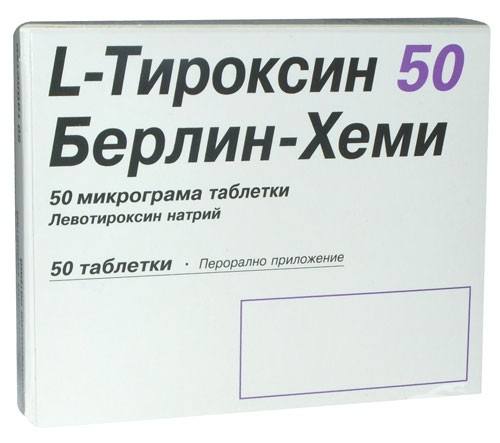 L-Тироксин 50
Берлин-Хеми
50 микрограма таблетки
Левотироксин натрий
50 таблетки · Перорално приложение